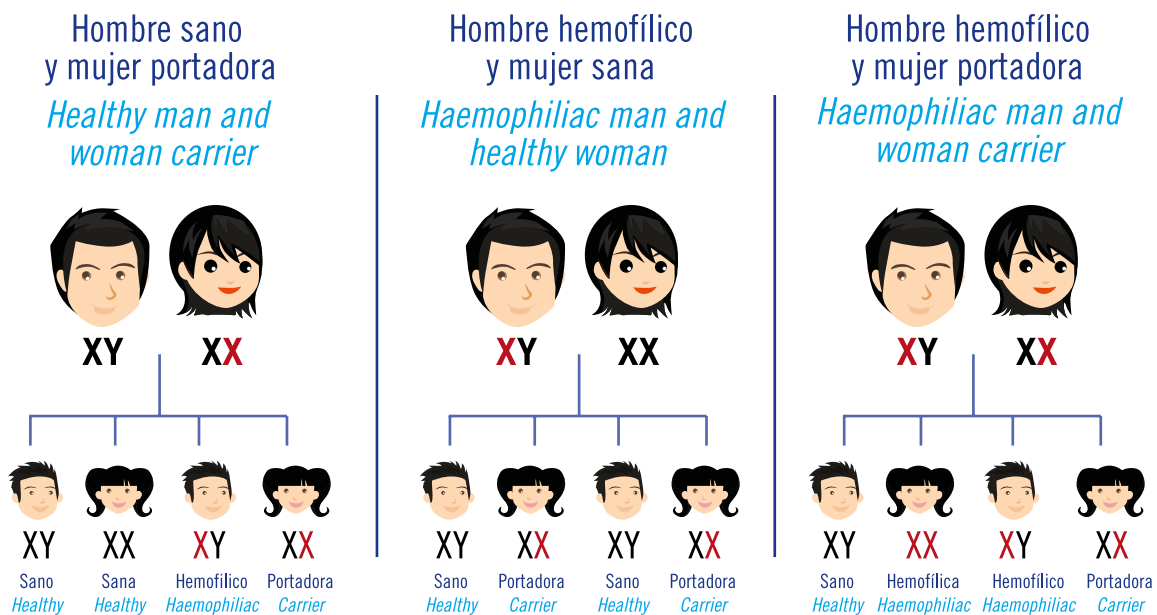 Hombre sano
y mujer portadora
Healthy man and
woman carrier
XY XX
XY XX XY XX
Sano Sana Hemofílico Portadora
Healthy Healthy Haemophiliac Carrier
Hombre hemofílico
y mujer sana
Haemophiliac man and
healthy woman
XY XX
XY XX XY XX
Sano Portadora Sano Portadora
Healthy Carrier Healthy Carrier
Hombre hemofílico
y mujer portadora
Haemophiliac man and
woman carrier
XY XX
XY XX XY XX
Sano Hemofílica Hemofílico Portadora
Healthy Haemophiliac Haemophiliac Carrier